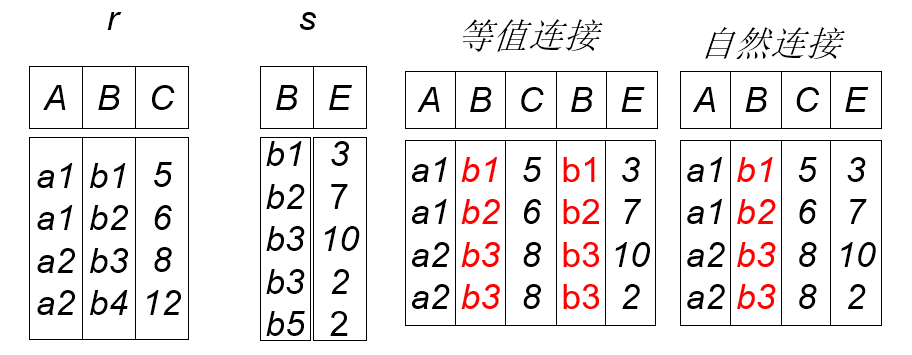 r s 等值连接 自然连接
A B C B E A B C B E A B C E
b1 3
a1 b1 5 a1 b1 5 b1 3 a1 b1 5 3
b2 7
a1 b2 6 a1 b2 6 b2 7 a1 b2 6 7
b3 10
a2 b3 8 a2 b3 8 b3 10 a2 b3 8 10
b3 2
a2 b4 12 a2 b3 8 b3 2 a2 b3 8 2
b5 2